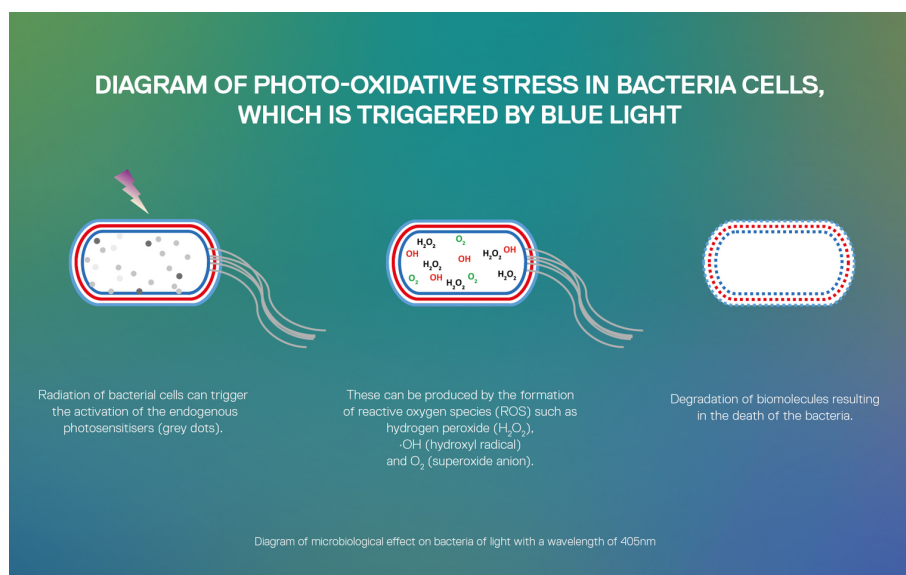 DIAGRAM OF PHOTO-OXIDATIVE STRESS IN BACTERIA CELLS,
WHICH IS TRIGGERED BY BLUE LIGHT
H₂O₂
O₂
OH
H₂O₂
OH
OH
H₂O₂
O₂
OH
H₂O₂
O₂
H₂O₂
Radiation of bacterial cells can trigger
the activation of the endogenous
photosensitisers (grey dots).
These can be produced by the formation
of reactive oxygen species (ROS) such as
hydrogen peroxide (H₂O₂),
·OH (hydroxyl radical)
and O₂ (superoxide anion).
Degradation of biomolecules resulting
in the death of the bacteria.
Diagram of microbiological effect on bacteria of light with a wavelength of 405nm